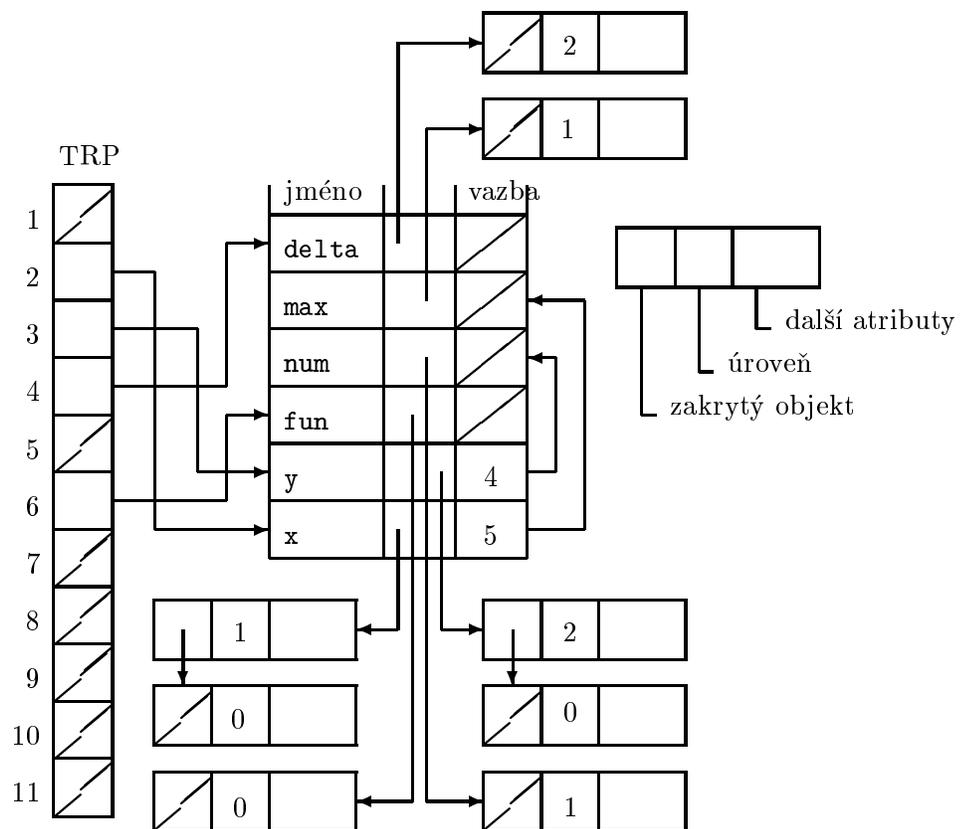 2
1
TRP
jméno vazba
1
delta
2
max
další atributy
3
num
úroveň
4
zakrytý objekt
fun
5
y 4
6
x 5
7
8
1 2
9
0 0
10
11
0 1